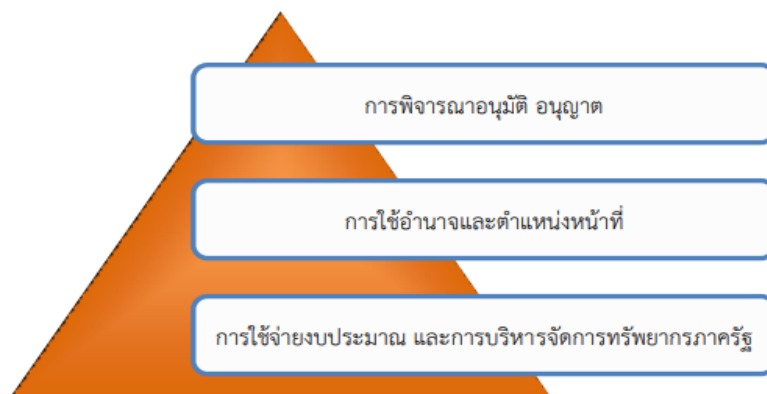 การพิจารณาอนุมัติ อนุญาต
การใช้อำนาจและตำแหน่งหน้าที่
การใช้จ่ายงบประมาณ และการบริหารจัดการทรัพยากรภาครัฐ